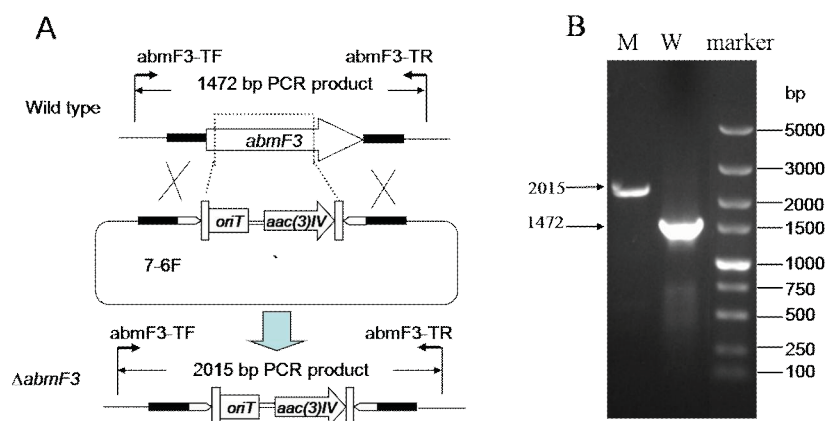 A
abmF3-TF
abmF3-TR
1472 bp PCR product
Wild type
abmF3
oriT
aac(3)IV
7-6F
abmF3-TF
abmF3-TR
2015 bp PCR product
ΔabmF3
oriT
aac(3)IV
B
M W marker
bp
5000
3000
2015
2000
1472
1500
1000
750
500
250
100